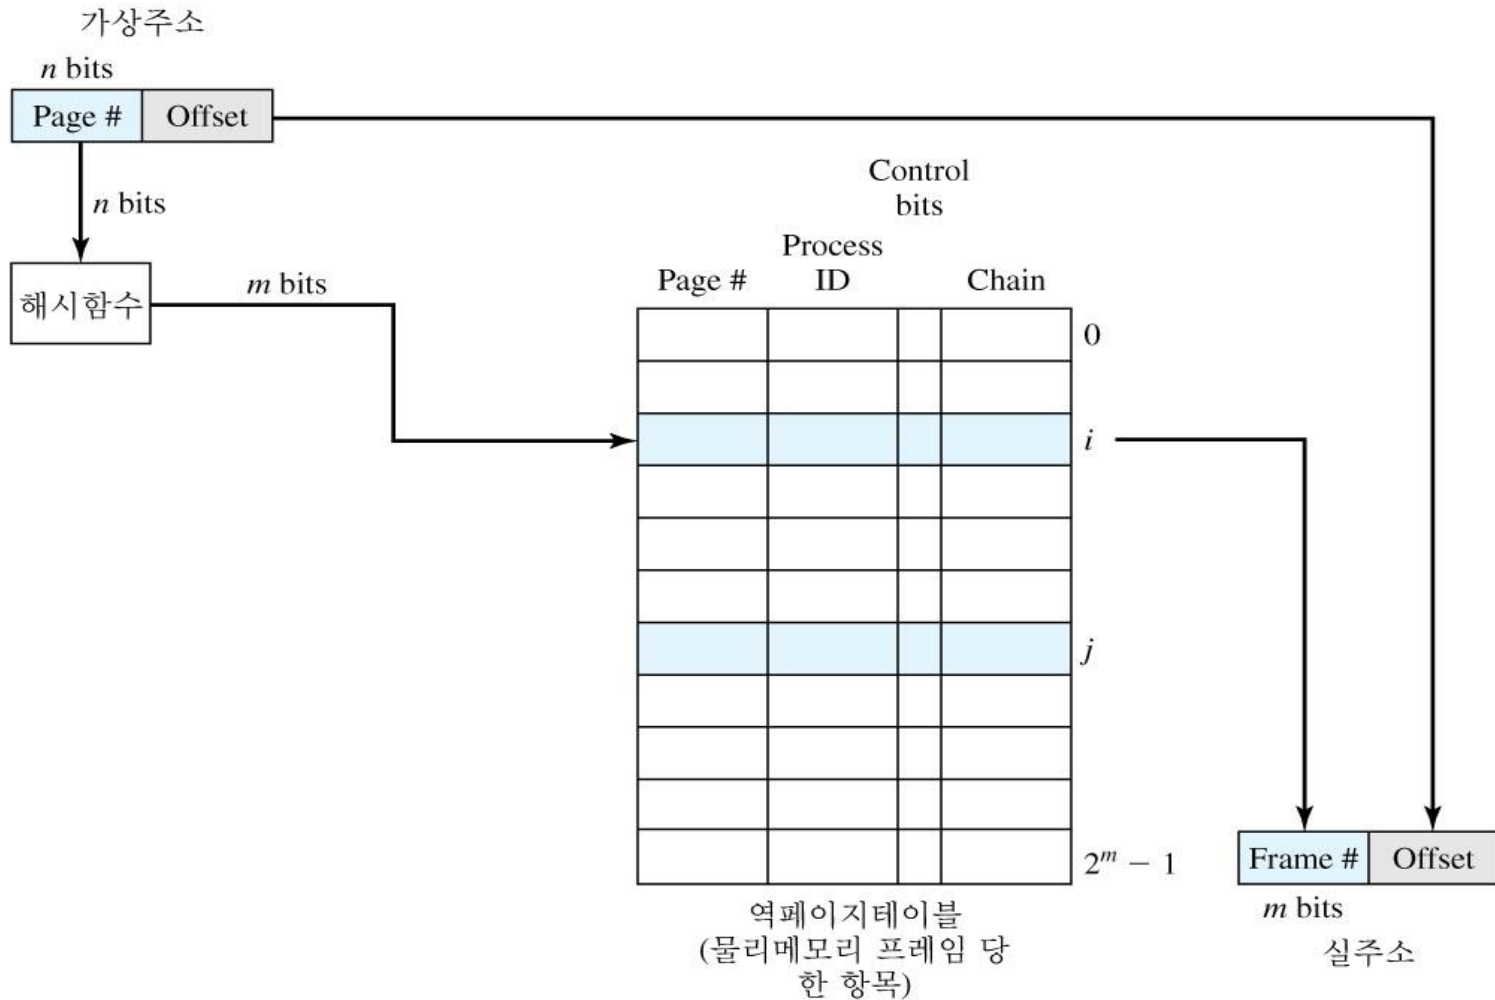 가상주소
n bits
Page # Offset
n bits
해시함수
m bits
Control
bits
Process
Page # ID Chain
0
i
j
2^m − 1
역페이지테이블
(물리메모리 프레임 당
한 항목)
Frame # Offset
m bits
실주소